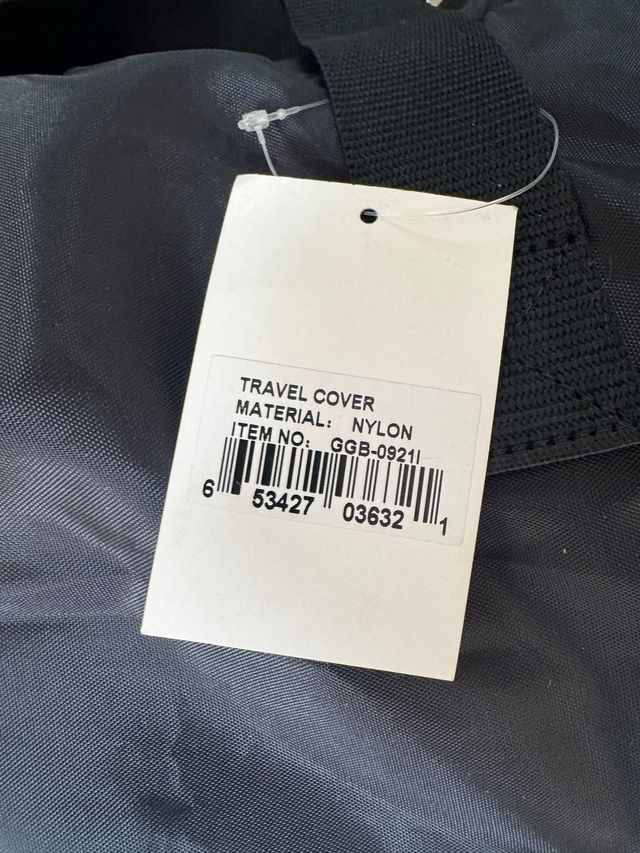 TRAVEL COVER
MATERIAL: NYLON
ITEM NO: GGB-0921I
6 53427 03632 1